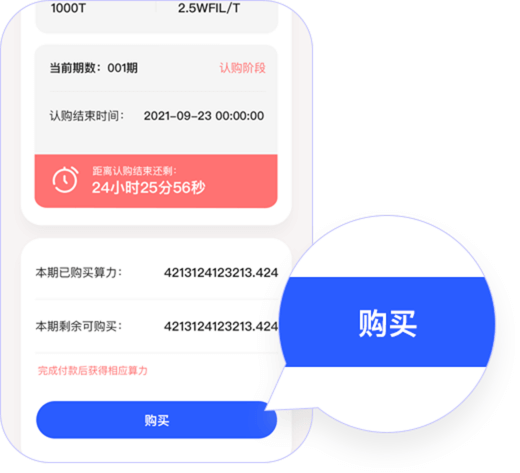 1000T
2.5WFIL/T
当前期数：001期
认购阶段
认购结束时间：
2021-09-23 00:00:00
距离认购结束还剩：
24小时25分56秒
本期已购买算力：
4213124123213.424
本期剩余可购买：
4213124123213.424
完成付款后获得相应算力
购买
购买